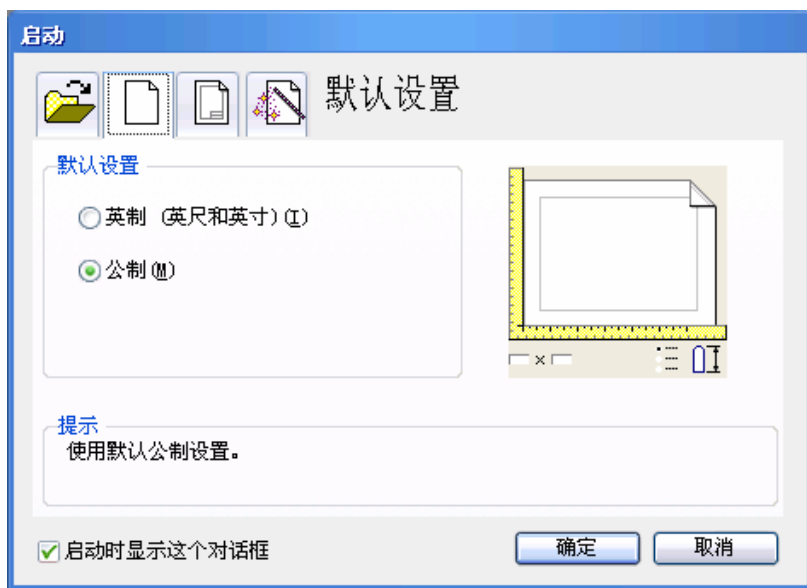 启动
默认设置
默认设置
英制 (英尺和英寸)(I)
公制(M)
×
提示
使用默认公制设置。
启动时显示这个对话框
确定
取消